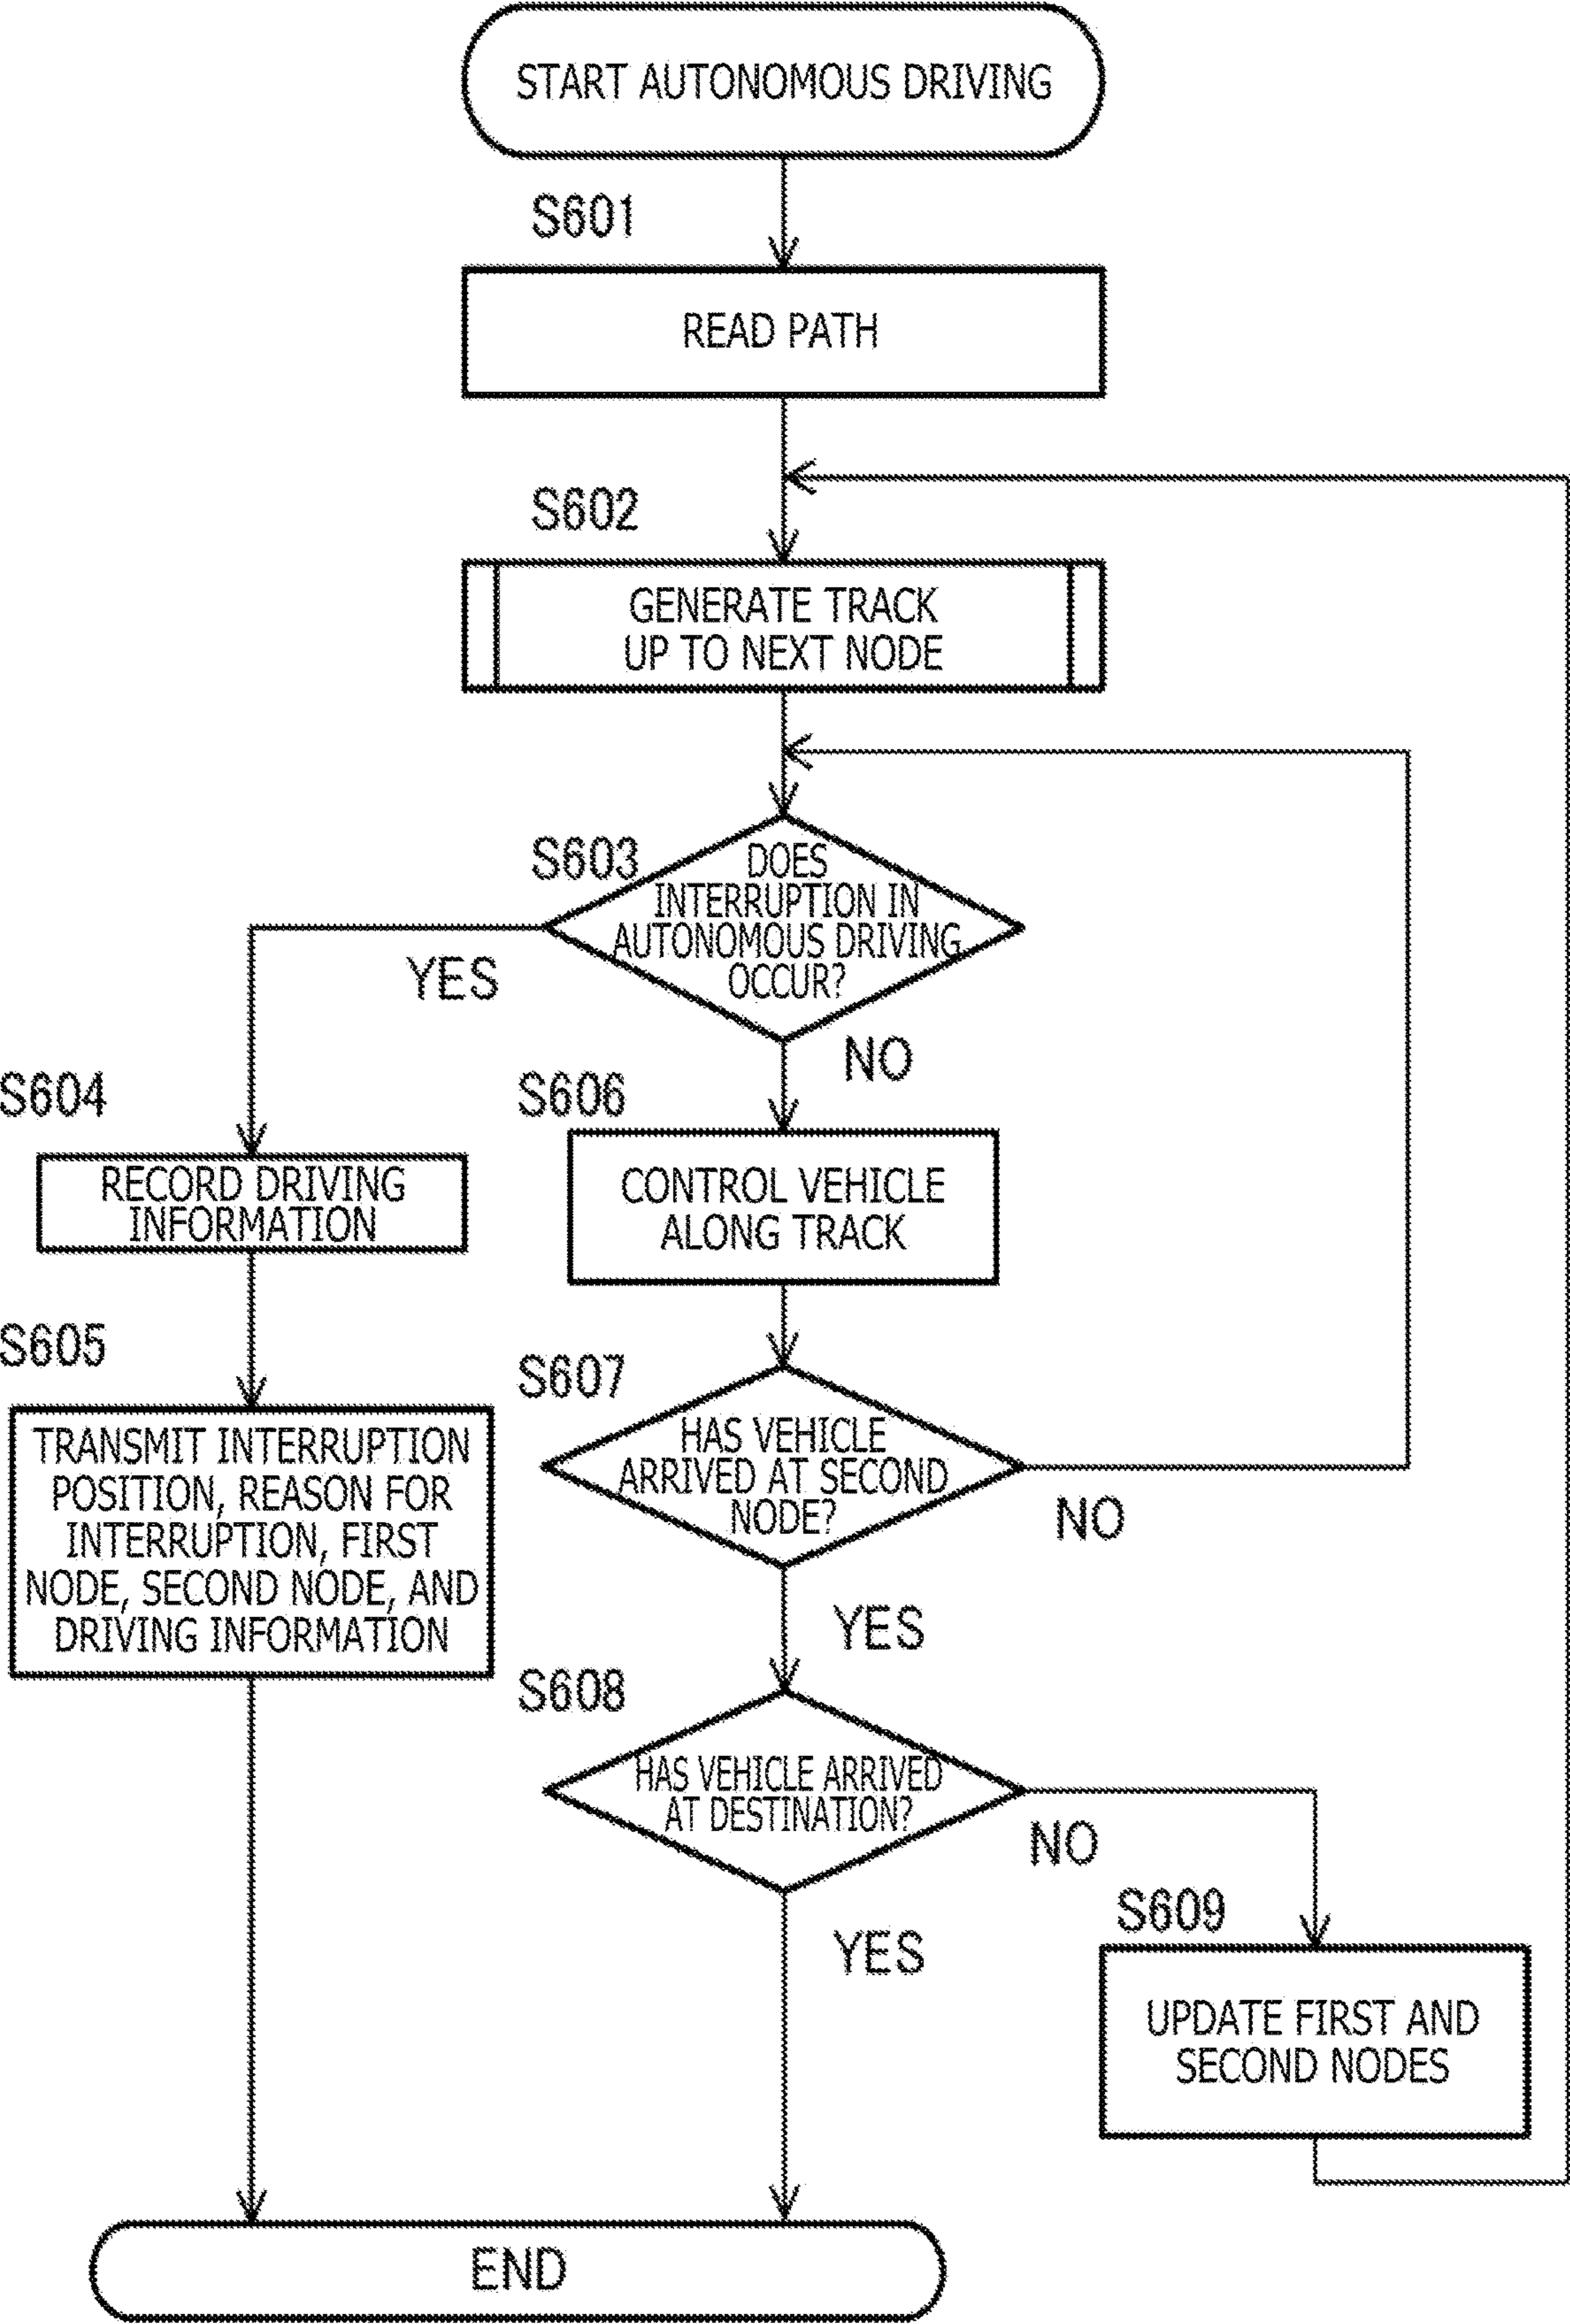 START AUTONOMOUS DRIVING
S601
READ PATH
S602
GENERATE TRACK
UP TO NEXT NODE
S603
DOES
INTERRUPTION IN
AUTONOMOUS DRIVING
OCCUR?
YES
NO
S604
RECORD DRIVING
INFORMATION
S606
CONTROL VEHICLE
ALONG TRACK
S605
TRANSMIT INTERRUPTION
POSITION, REASON FOR
INTERRUPTION, FIRST
NODE, SECOND NODE, AND
DRIVING INFORMATION
S607
HAS VEHICLE
ARRIVED AT SECOND
NODE?
NO
YES
S608
HAS VEHICLE ARRIVED
AT DESTINATION?
NO
YES
S609
UPDATE FIRST AND
SECOND NODES
END